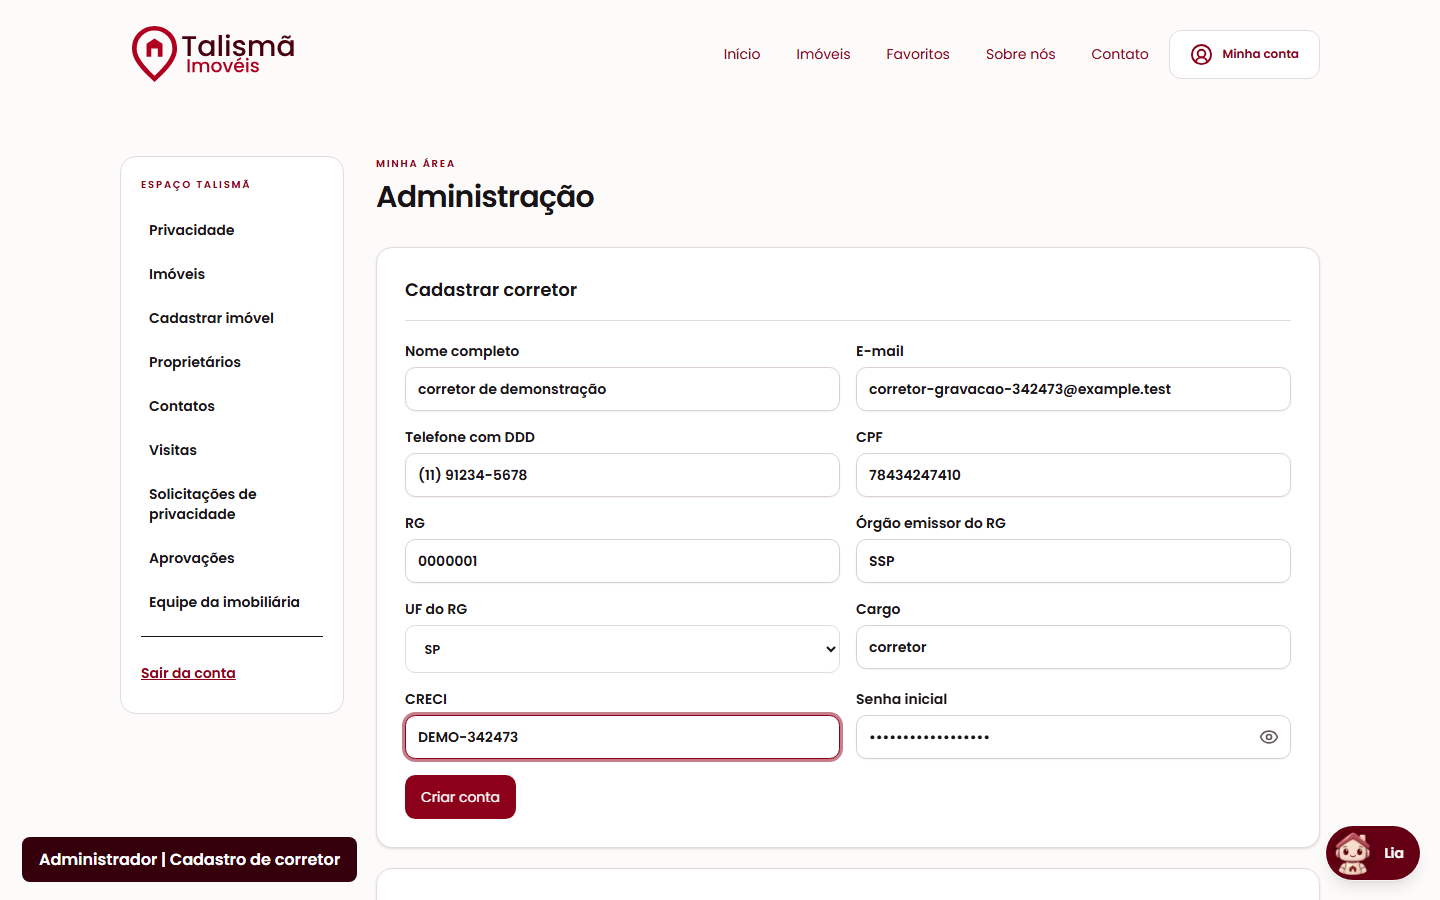 Talismã
Imovéis
Início
Imóveis
Favoritos
Sobre nós
Contato
Minha conta
ESPAÇO TALISMÃ
Privacidade
Imóveis
Cadastrar imóvel
Proprietários
Contatos
Visitas
Solicitações de
privacidade
Aprovações
Equipe da imobiliária
Sair da conta
MINHA ÁREA
Administração
Cadastrar corretor
Nome completo
corretor de demonstração
E-mail
corretor-gravacao-342473@example.test
Telefone com DDD
(11) 91234-5678
CPF
78434247410
RG
0000001
Órgão emissor do RG
SSP
UF do RG
SP
Cargo
corretor
CRECI
DEMO-342473
Senha inicial
••••••••••••••••••
Criar conta
Administrador | Cadastro de corretor
Lia